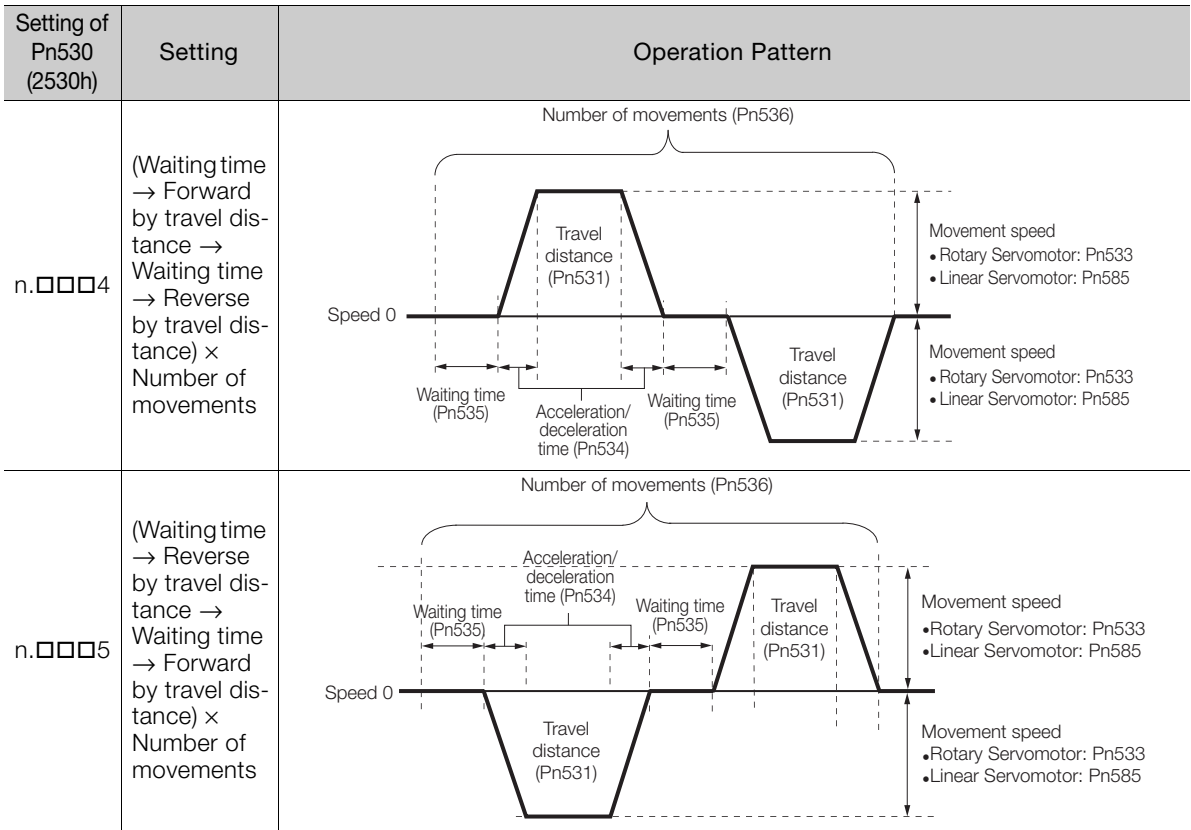 Setting of
Pn530
(2530h)
Setting
Operation Pattern
n.□□□4
(Waiting time
→ Forward
by travel dis-
tance →
Waiting time
→ Reverse
by travel dis-
tance) ×
Number of
movements
Number of movements (Pn536)
Travel
distance
(Pn531)
Movement speed
• Rotary Servomotor: Pn533
• Linear Servomotor: Pn585
Speed 0
Waiting time
(Pn535)
Acceleration/
deceleration
time (Pn534)
Waiting time
(Pn535)
Travel
distance
(Pn531)
Movement speed
• Rotary Servomotor: Pn533
• Linear Servomotor: Pn585
n.□□□5
(Waiting time
→ Reverse
by travel dis-
tance →
Waiting time
→ Forward
by travel dis-
tance) ×
Number of
movements
Number of movements (Pn536)
Acceleration/
deceleration
time (Pn534)
Waiting time
(Pn535)
Waiting time
(Pn535)
Travel
distance
(Pn531)
Movement speed
•Rotary Servomotor: Pn533
•Linear Servomotor: Pn585
Speed 0
Travel
distance
(Pn531)
Movement speed
•Rotary Servomotor: Pn533
•Linear Servomotor: Pn585